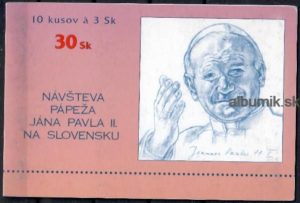 10 kusov à 3 Sk
30 Sk
NÁVŠTEVA
PÁPEŽA
JÁNA PAVLA II.
NA SLOVENSKU
albumik.sk